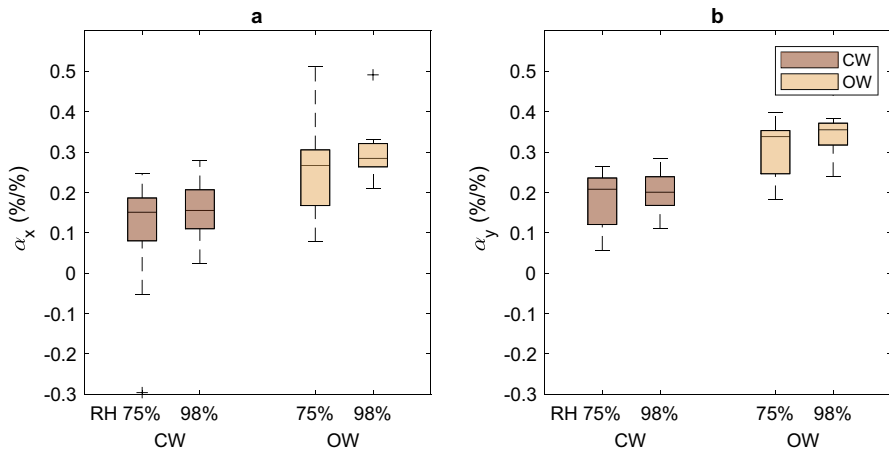 a
α_x (%/%)
0.5
0.4
0.3
0.2
0.1
0
-0.1
-0.2
-0.3
RH 75% 98% 75% 98%
CW OW
b
CW
OW
α_y (%/%)
0.5
0.4
0.3
0.2
0.1
0
-0.1
-0.2
-0.3
RH 75% 98% 75% 98%
CW OW